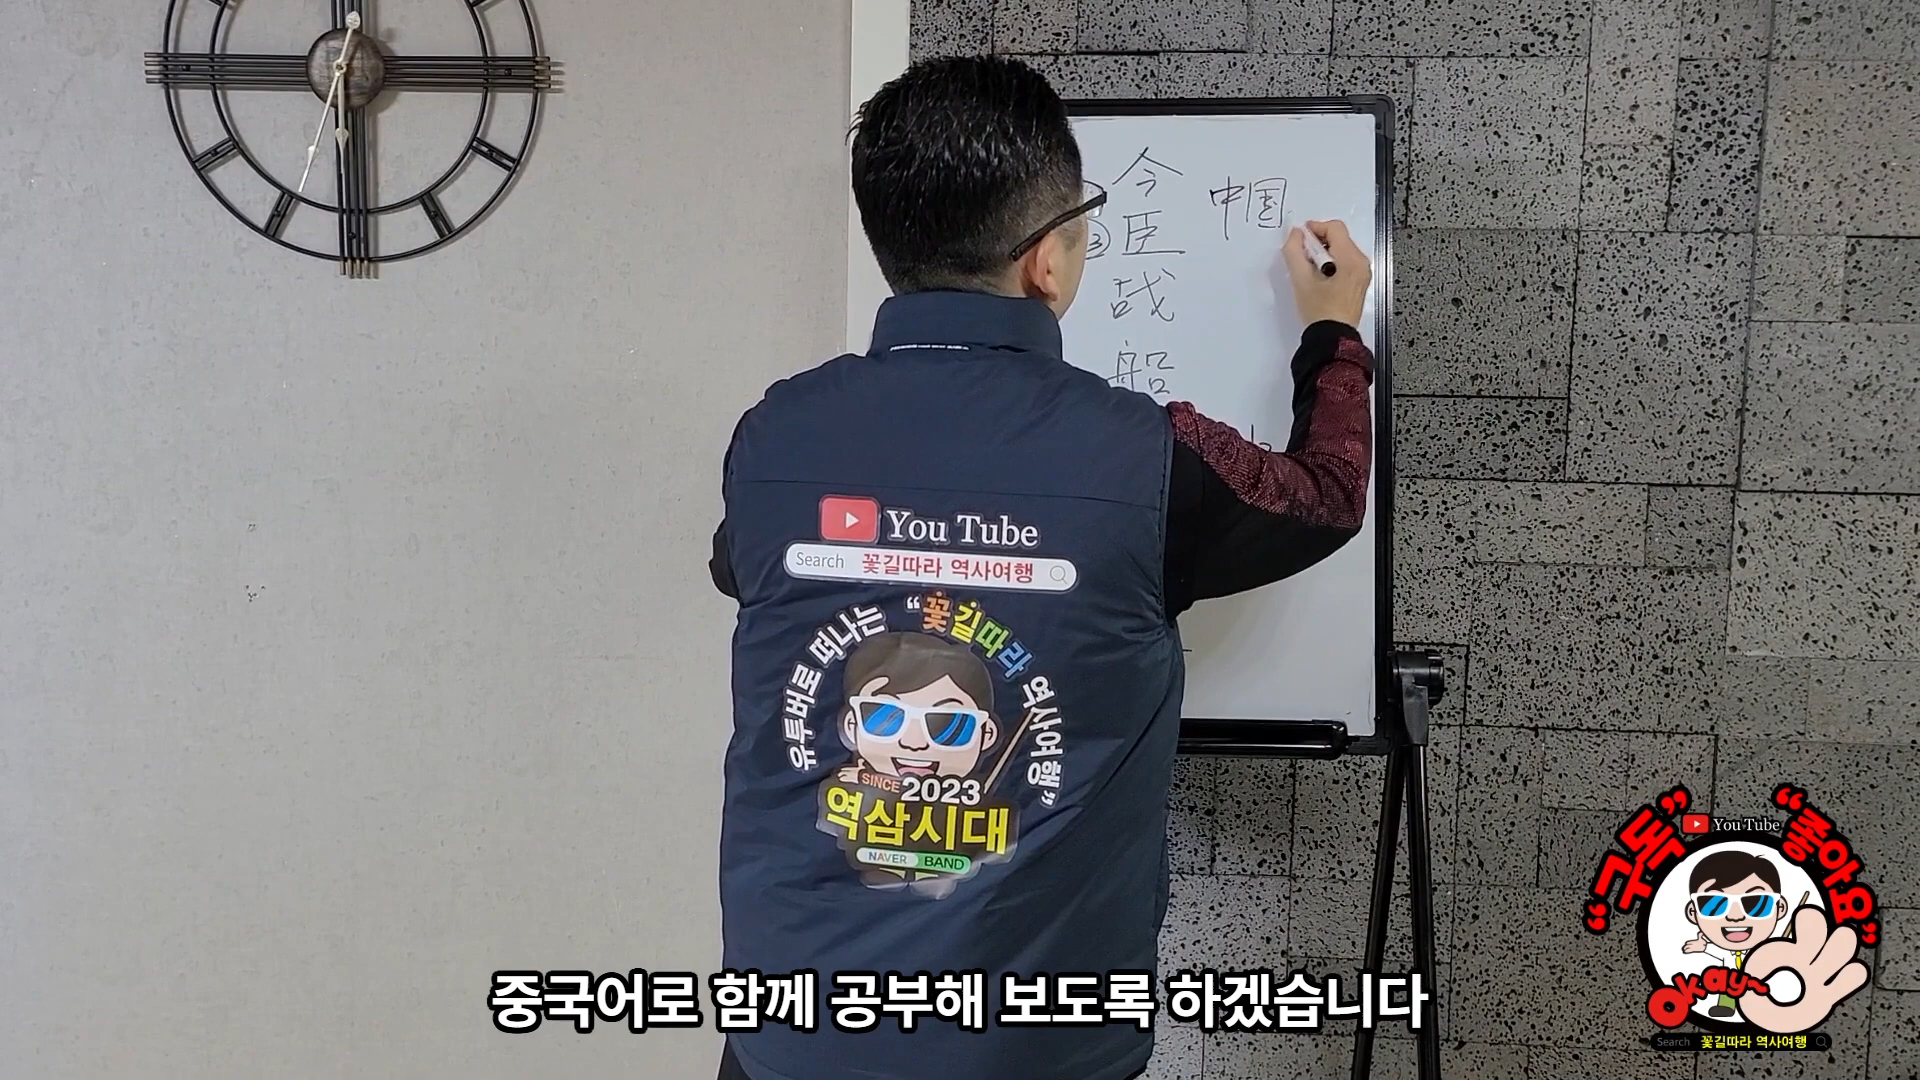 今 中国
③ 臣
哉
船
You Tube
Search 꽃길따라 역사여행
유투버로 떠나는 “꽃길따라 역사여행”
SINCE 2023
역삼시대
NAVER BAND
“구독” “좋아요”
You Tube
Okay~
Search 꽃길따라 역사여행
중국어로 함께 공부해 보도록 하겠습니다